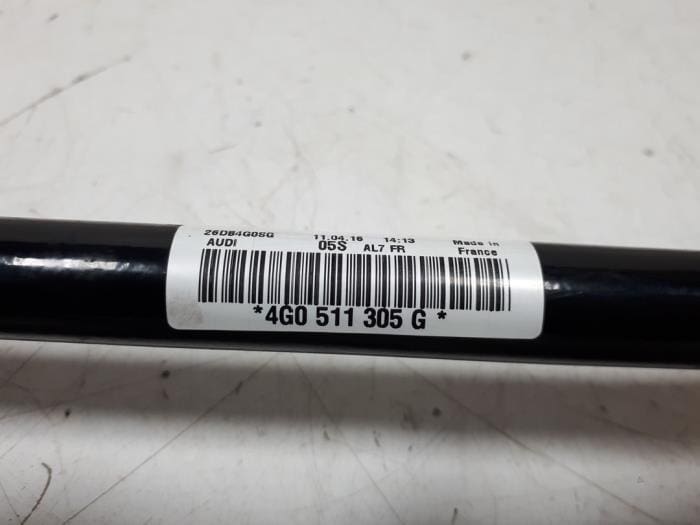 26DB4G0SG 11.04.16 14:13 Made in
AUDI 05S AL7 FR France
*4G0 511 305 G*